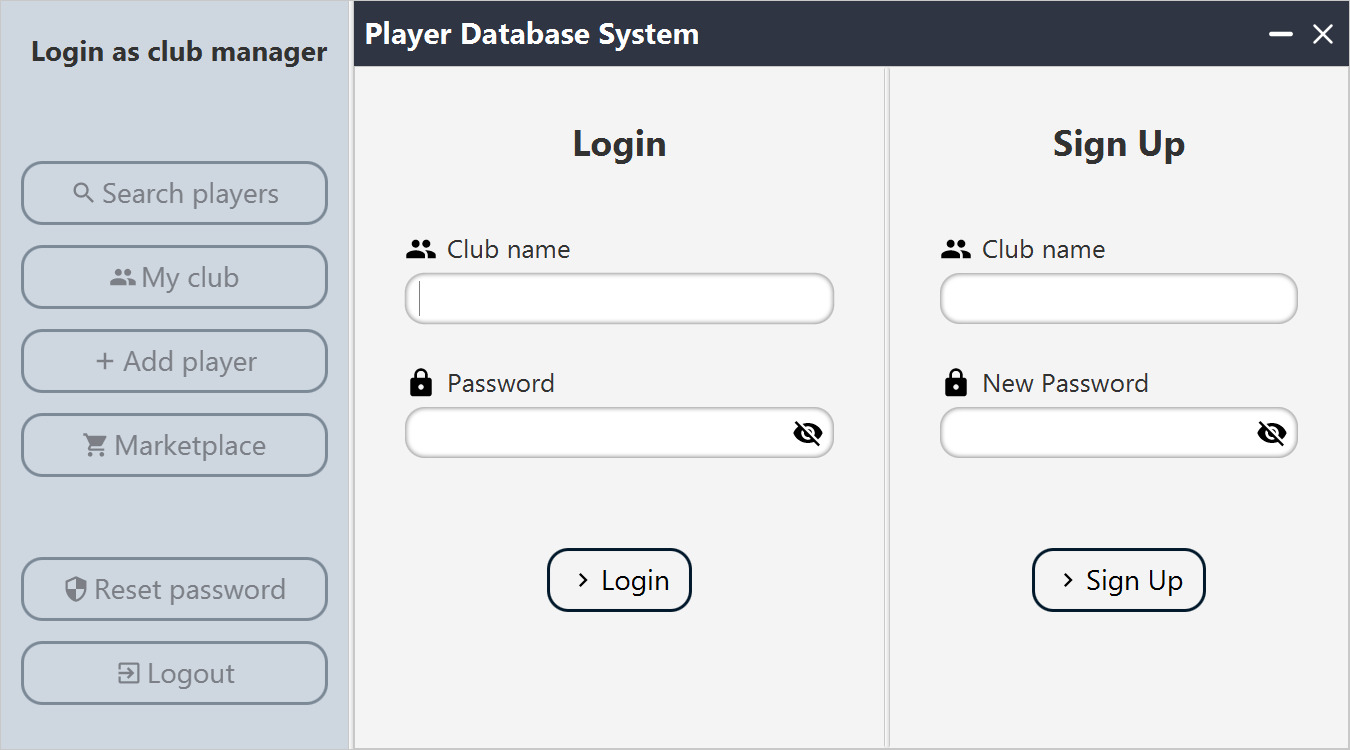 Login as club manager
Search players
My club
Add player
Marketplace
Reset password
Logout
Player Database System
Login
Club name
Password
Login
Sign Up
Club name
New Password
Sign Up